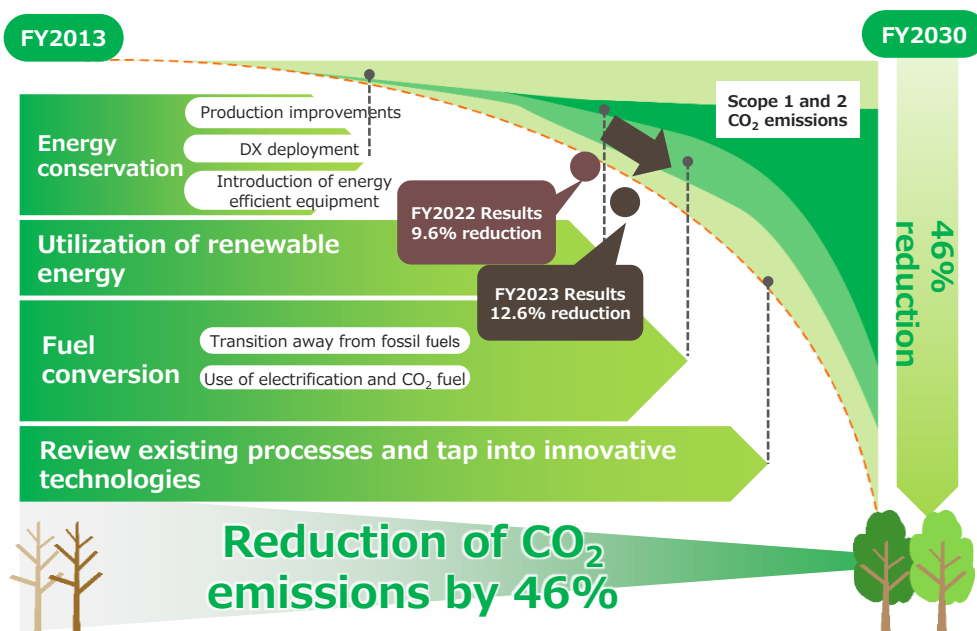 FY2013
FY2030
Scope 1 and 2
CO₂ emissions
Energy
conservation
Production improvements
DX deployment
Introduction of energy
efficient equipment
FY2022 Results
9.6% reduction
FY2023 Results
12.6% reduction
46%
reduction
Utilization of renewable
energy
Fuel
conversion
Transition away from fossil fuels
Use of electrification and CO₂ fuel
Review existing processes and tap into innovative
technologies
Reduction of CO₂
emissions by 46%